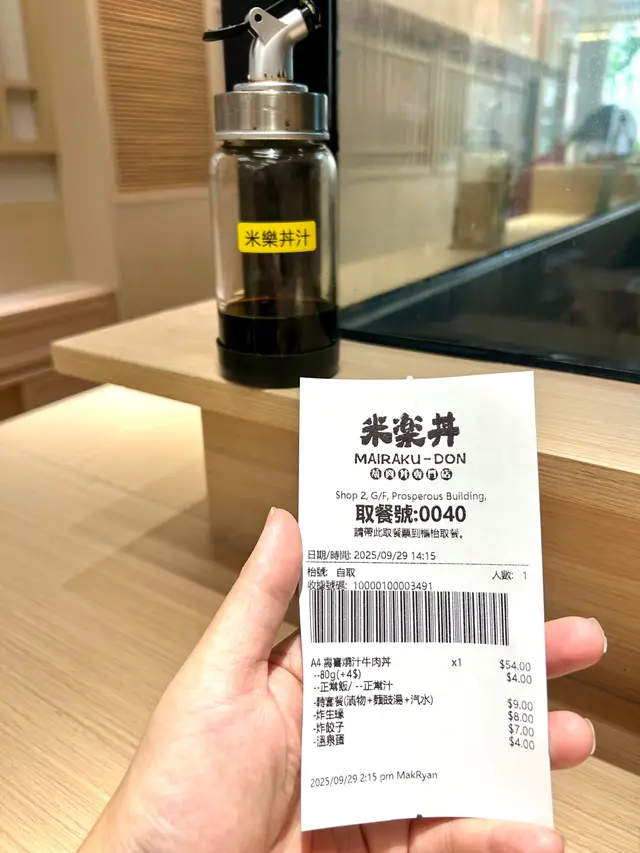 米樂丼汁
米楽丼
MAIRAKU-DON
燒肉丼專門店
Shop 2, G/F, Prosperous Building,
取餐號:0040
請帶此取餐票到櫃枱取餐。
日期/時間: 2025/09/29 14:15
枱號: 自取 人數: 1
收據號碼: 10000100003491
A4 壽喜燒汁牛肉丼 x1 $54.00
--80g(+4$) $4.00
--正常飯/ --正常汁
-轉套餐(漬物+麵豉湯+汽水) $9.00
-炸生蠔 $8.00
-炸餃子 $7.00
-溫泉蛋 $4.00
2025/09/29 2:15 pm MakRyan